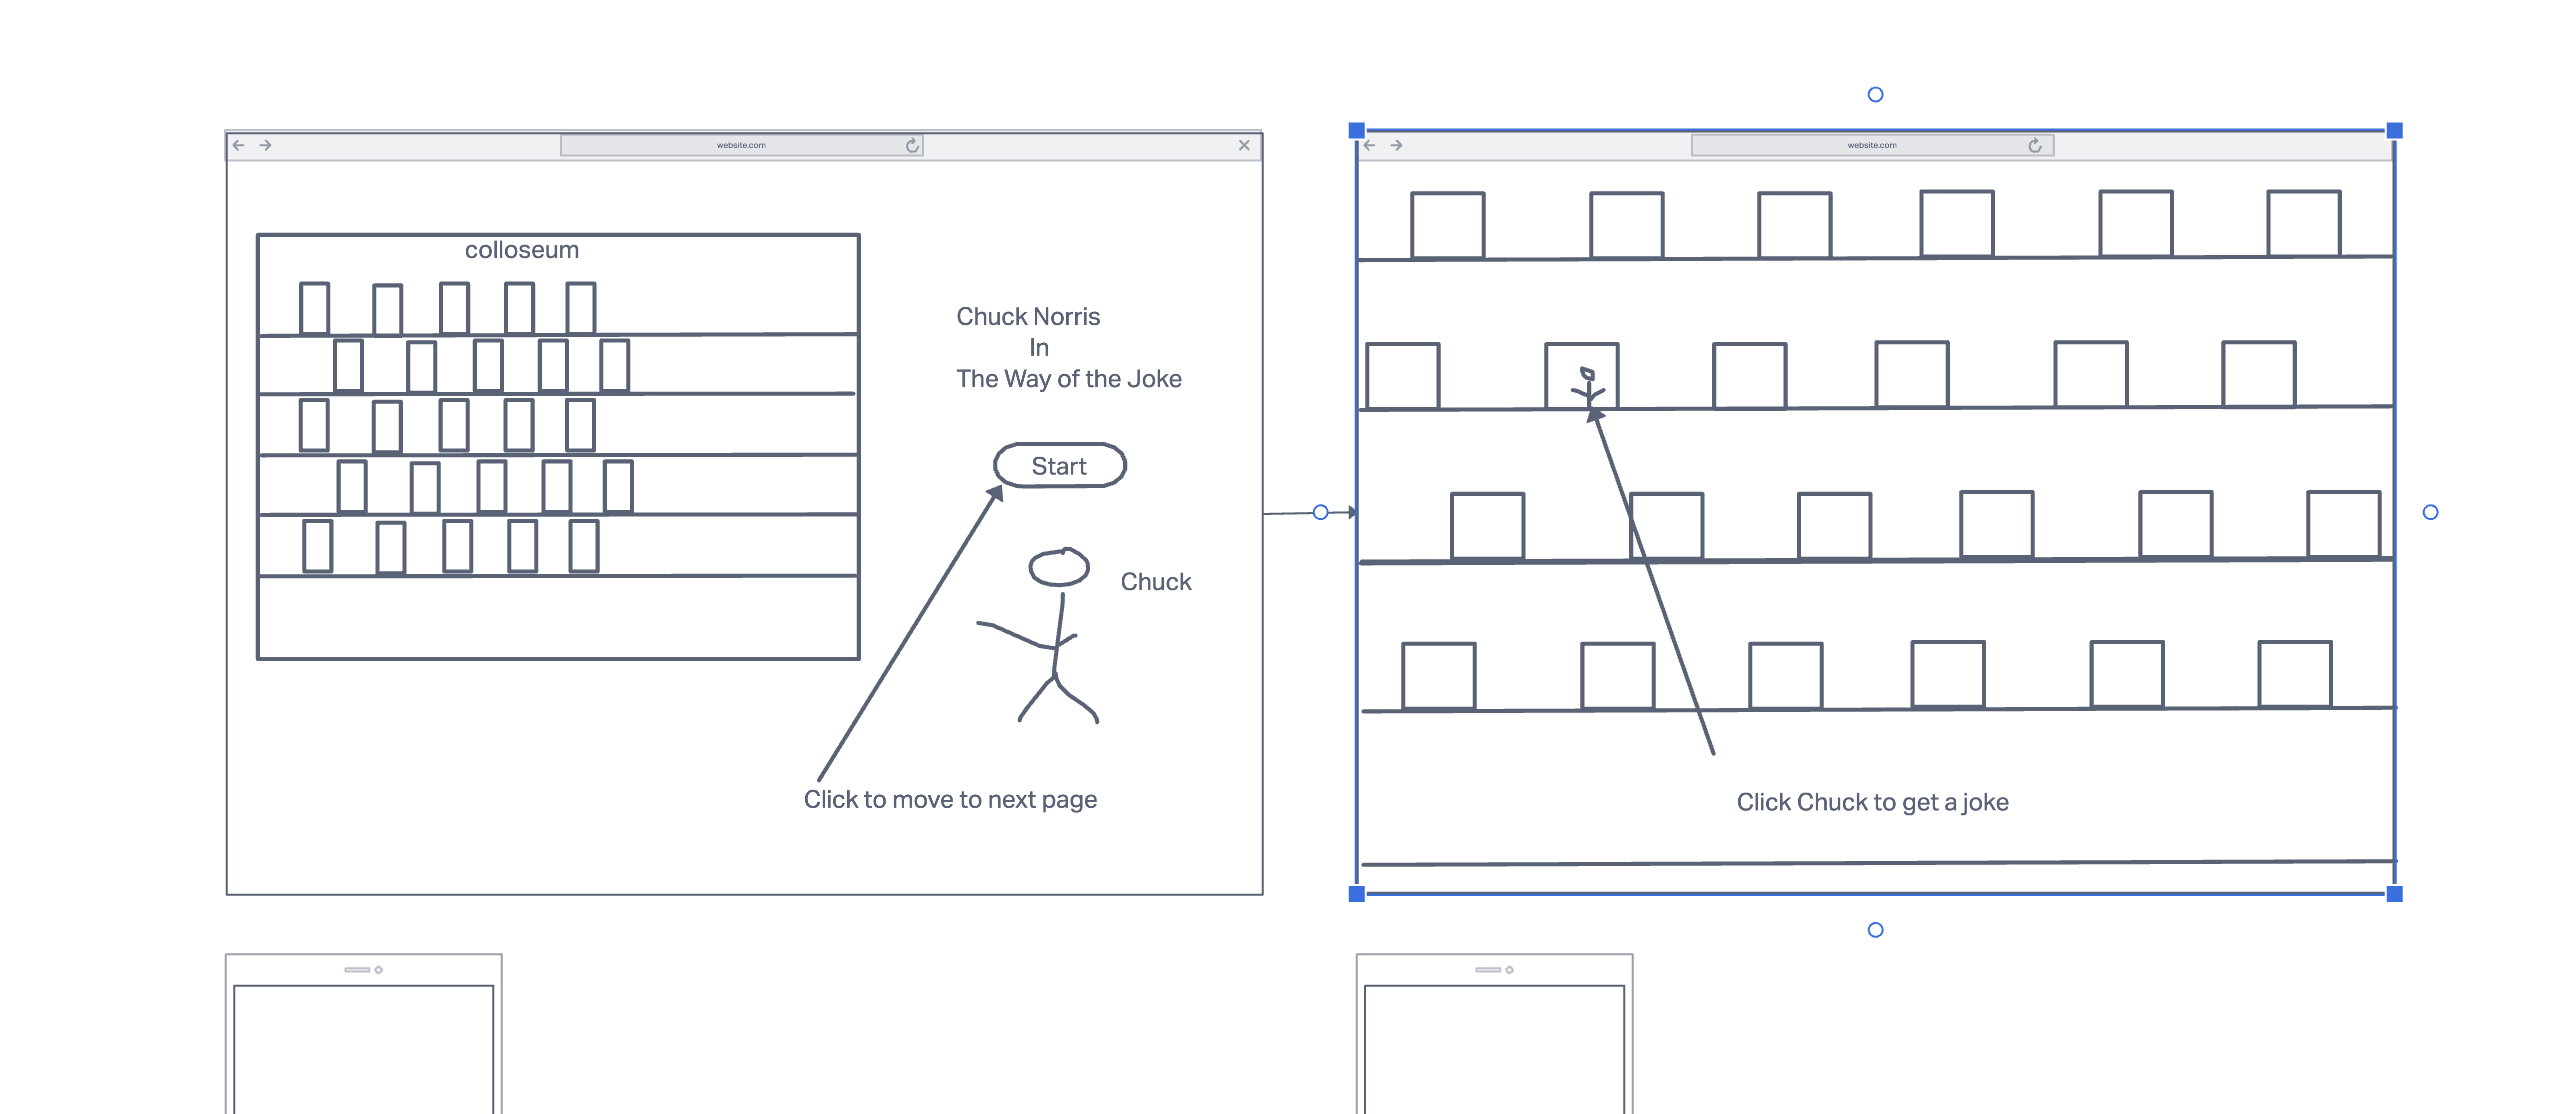 website.com
colloseum
Chuck Norris
In
The Way of the Joke
Start
Chuck
Click to move to next page
website.com
Click Chuck to get a joke